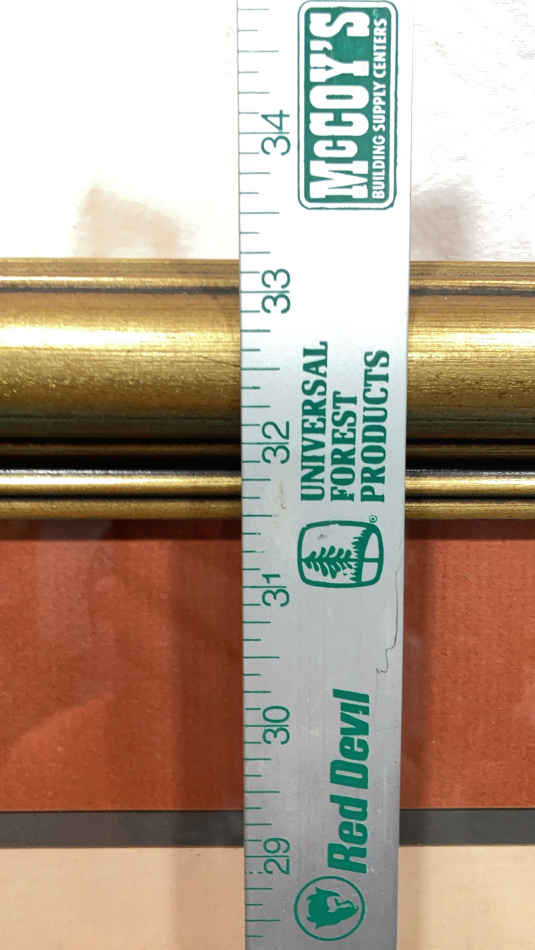 McCOY'S
BUILDING SUPPLY CENTERS
34
33
32
31
30
29
UNIVERSAL
FOREST
PRODUCTS
®
Red Devil